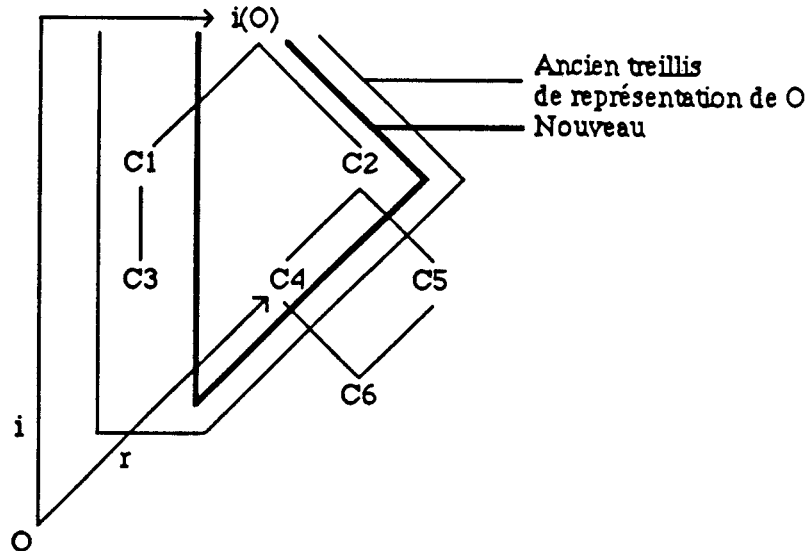 i(O)
Ancien treillis
de représentation de O
Nouveau
C1
C2
C3
C4
C5
C6
i
r
O